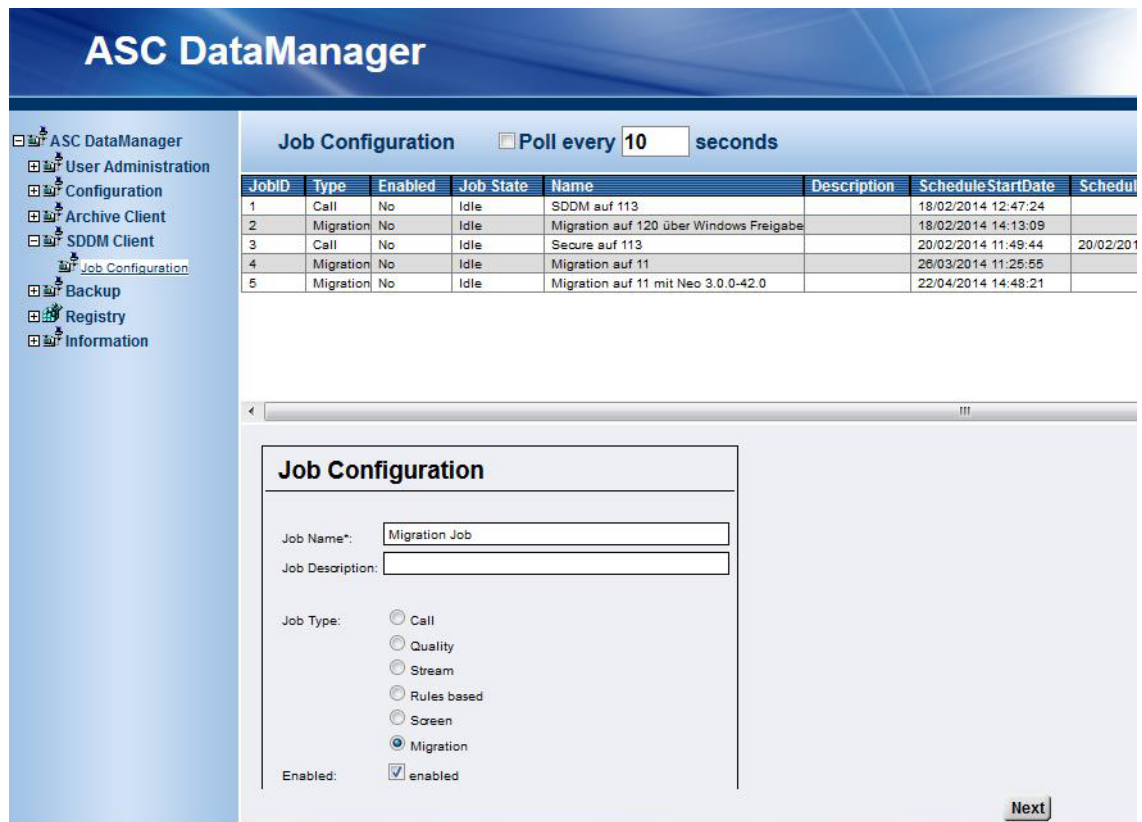 ASC DataManager
ASC DataManager
User Administration
Configuration
Archive Client
SDDM Client
Job Configuration
Backup
Registry
Information
Job Configuration Poll every 10 seconds
JobID Type Enabled Job State Name Description ScheduleStartDate Schedul
1 Call No Idle SDDM auf 113 18/02/2014 12:47:24
2 Migration No Idle Migration auf 120 über Windows Freigabe 18/02/2014 14:13:09
3 Call No Idle Secure auf 113 20/02/2014 11:49:44 20/02/201
4 Migration No Idle Migration auf 11 26/03/2014 11:25:55
5 Migration No Idle Migration auf 11 mit Neo 3.0.0-42.0 22/04/2014 14:48:21
Job Configuration
Job Name*: Migration Job
Job Description:
Job Type: Call
Quality
Stream
Rules based
Screen
Migration
Enabled: enabled
Next